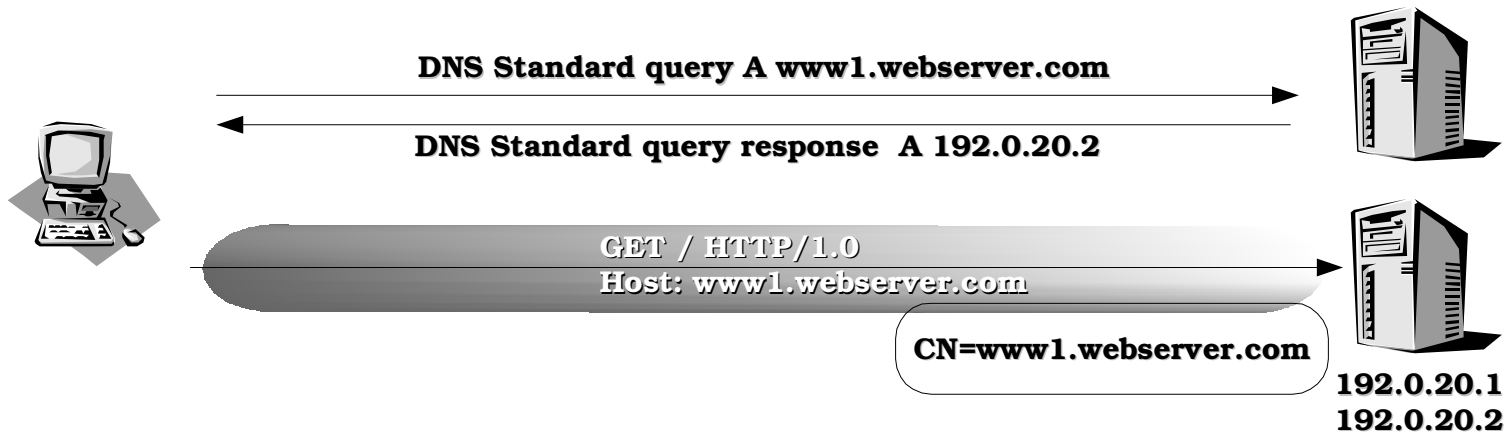 DNS Standard query A www1.webserver.com
DNS Standard query response A 192.0.20.2
GET / HTTP/1.0
Host: www1.webserver.com
CN=www1.webserver.com
192.0.20.1
192.0.20.2